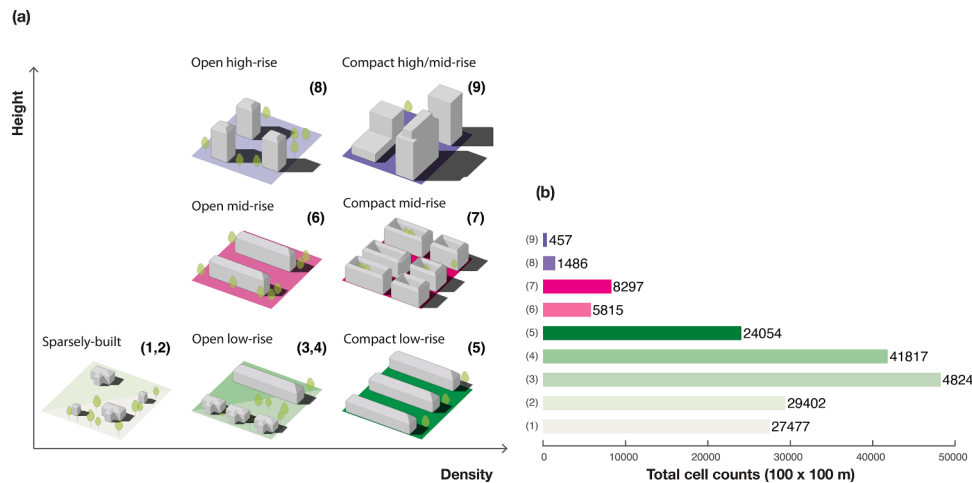 (a)
Height
Open high-rise
(8)
Compact high/mid-rise
(9)
Open mid-rise
(6)
Compact mid-rise
(7)
Sparsely-built
(1,2)
Open low-rise
(3,4)
Compact low-rise
(5)
Density
(b)
(9) 457
(8) 1486
(7) 8297
(6) 5815
(5) 24054
(4) 41817
(3) 4824
(2) 29402
(1) 27477
0 10000 20000 30000 40000 50000
Total cell counts (100 x 100 m)